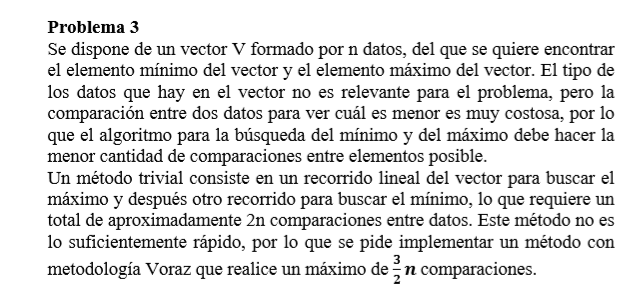 Problema 3
Se dispone de un vector V formado por n datos, del que se quiere encontrar
el elemento mínimo del vector y el elemento máximo del vector. El tipo de
los datos que hay en el vector no es relevante para el problema, pero la
comparación entre dos datos para ver cuál es menor es muy costosa, por lo
que el algoritmo para la búsqueda del mínimo y del máximo debe hacer la
menor cantidad de comparaciones entre elementos posible.
Un método trivial consiste en un recorrido lineal del vector para buscar el
máximo y después otro recorrido para buscar el mínimo, lo que requiere un
total de aproximadamente 2n comparaciones entre datos. Este método no es
lo suficientemente rápido, por lo que se pide implementar un método con
metodología Voraz que realice un máximo de 3/2 n comparaciones.